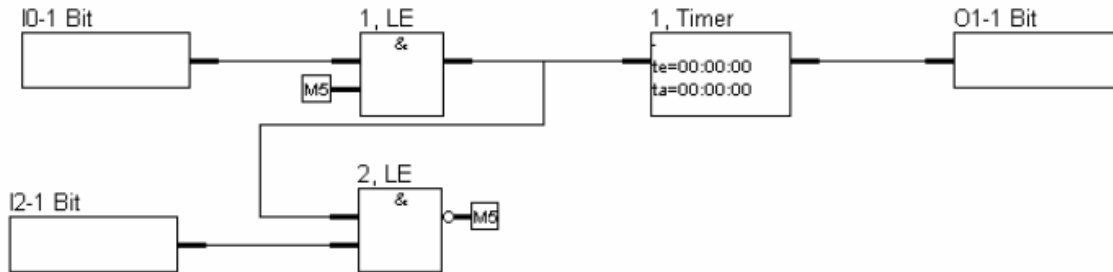 I0-1 Bit
1, LE
1, Timer
O1-1 Bit
&
-
te=00:00:00
M5
ta=00:00:00
2, LE
&
I2-1 Bit
M5